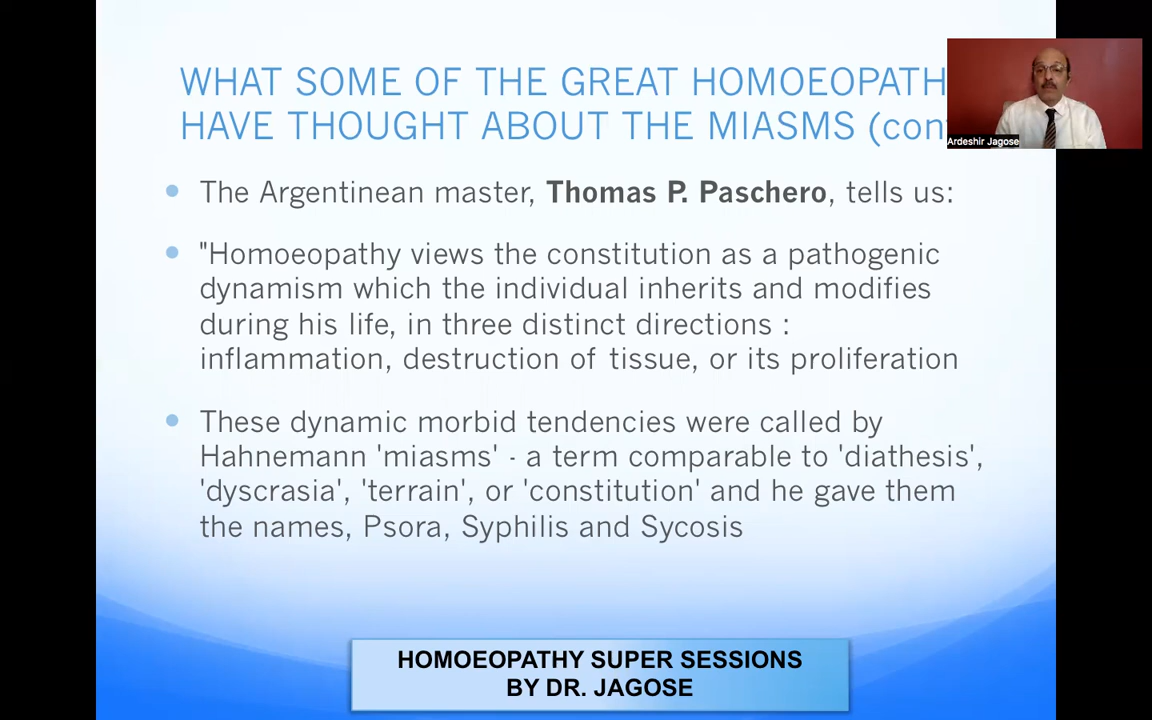 WHAT SOME OF THE GREAT HOMOEOPATH
HAVE THOUGHT ABOUT THE MIASMS (con
Ardeshir Jagose
The Argentinean master, Thomas P. Paschero, tells us:
"Homoeopathy views the constitution as a pathogenic
dynamism which the individual inherits and modifies
during his life, in three distinct directions :
inflammation, destruction of tissue, or its proliferation
These dynamic morbid tendencies were called by
Hahnemann 'miasms' - a term comparable to 'diathesis',
'dyscrasia', 'terrain', or 'constitution' and he gave them
the names, Psora, Syphilis and Sycosis
HOMOEOPATHY SUPER SESSIONS
BY DR. JAGOSE